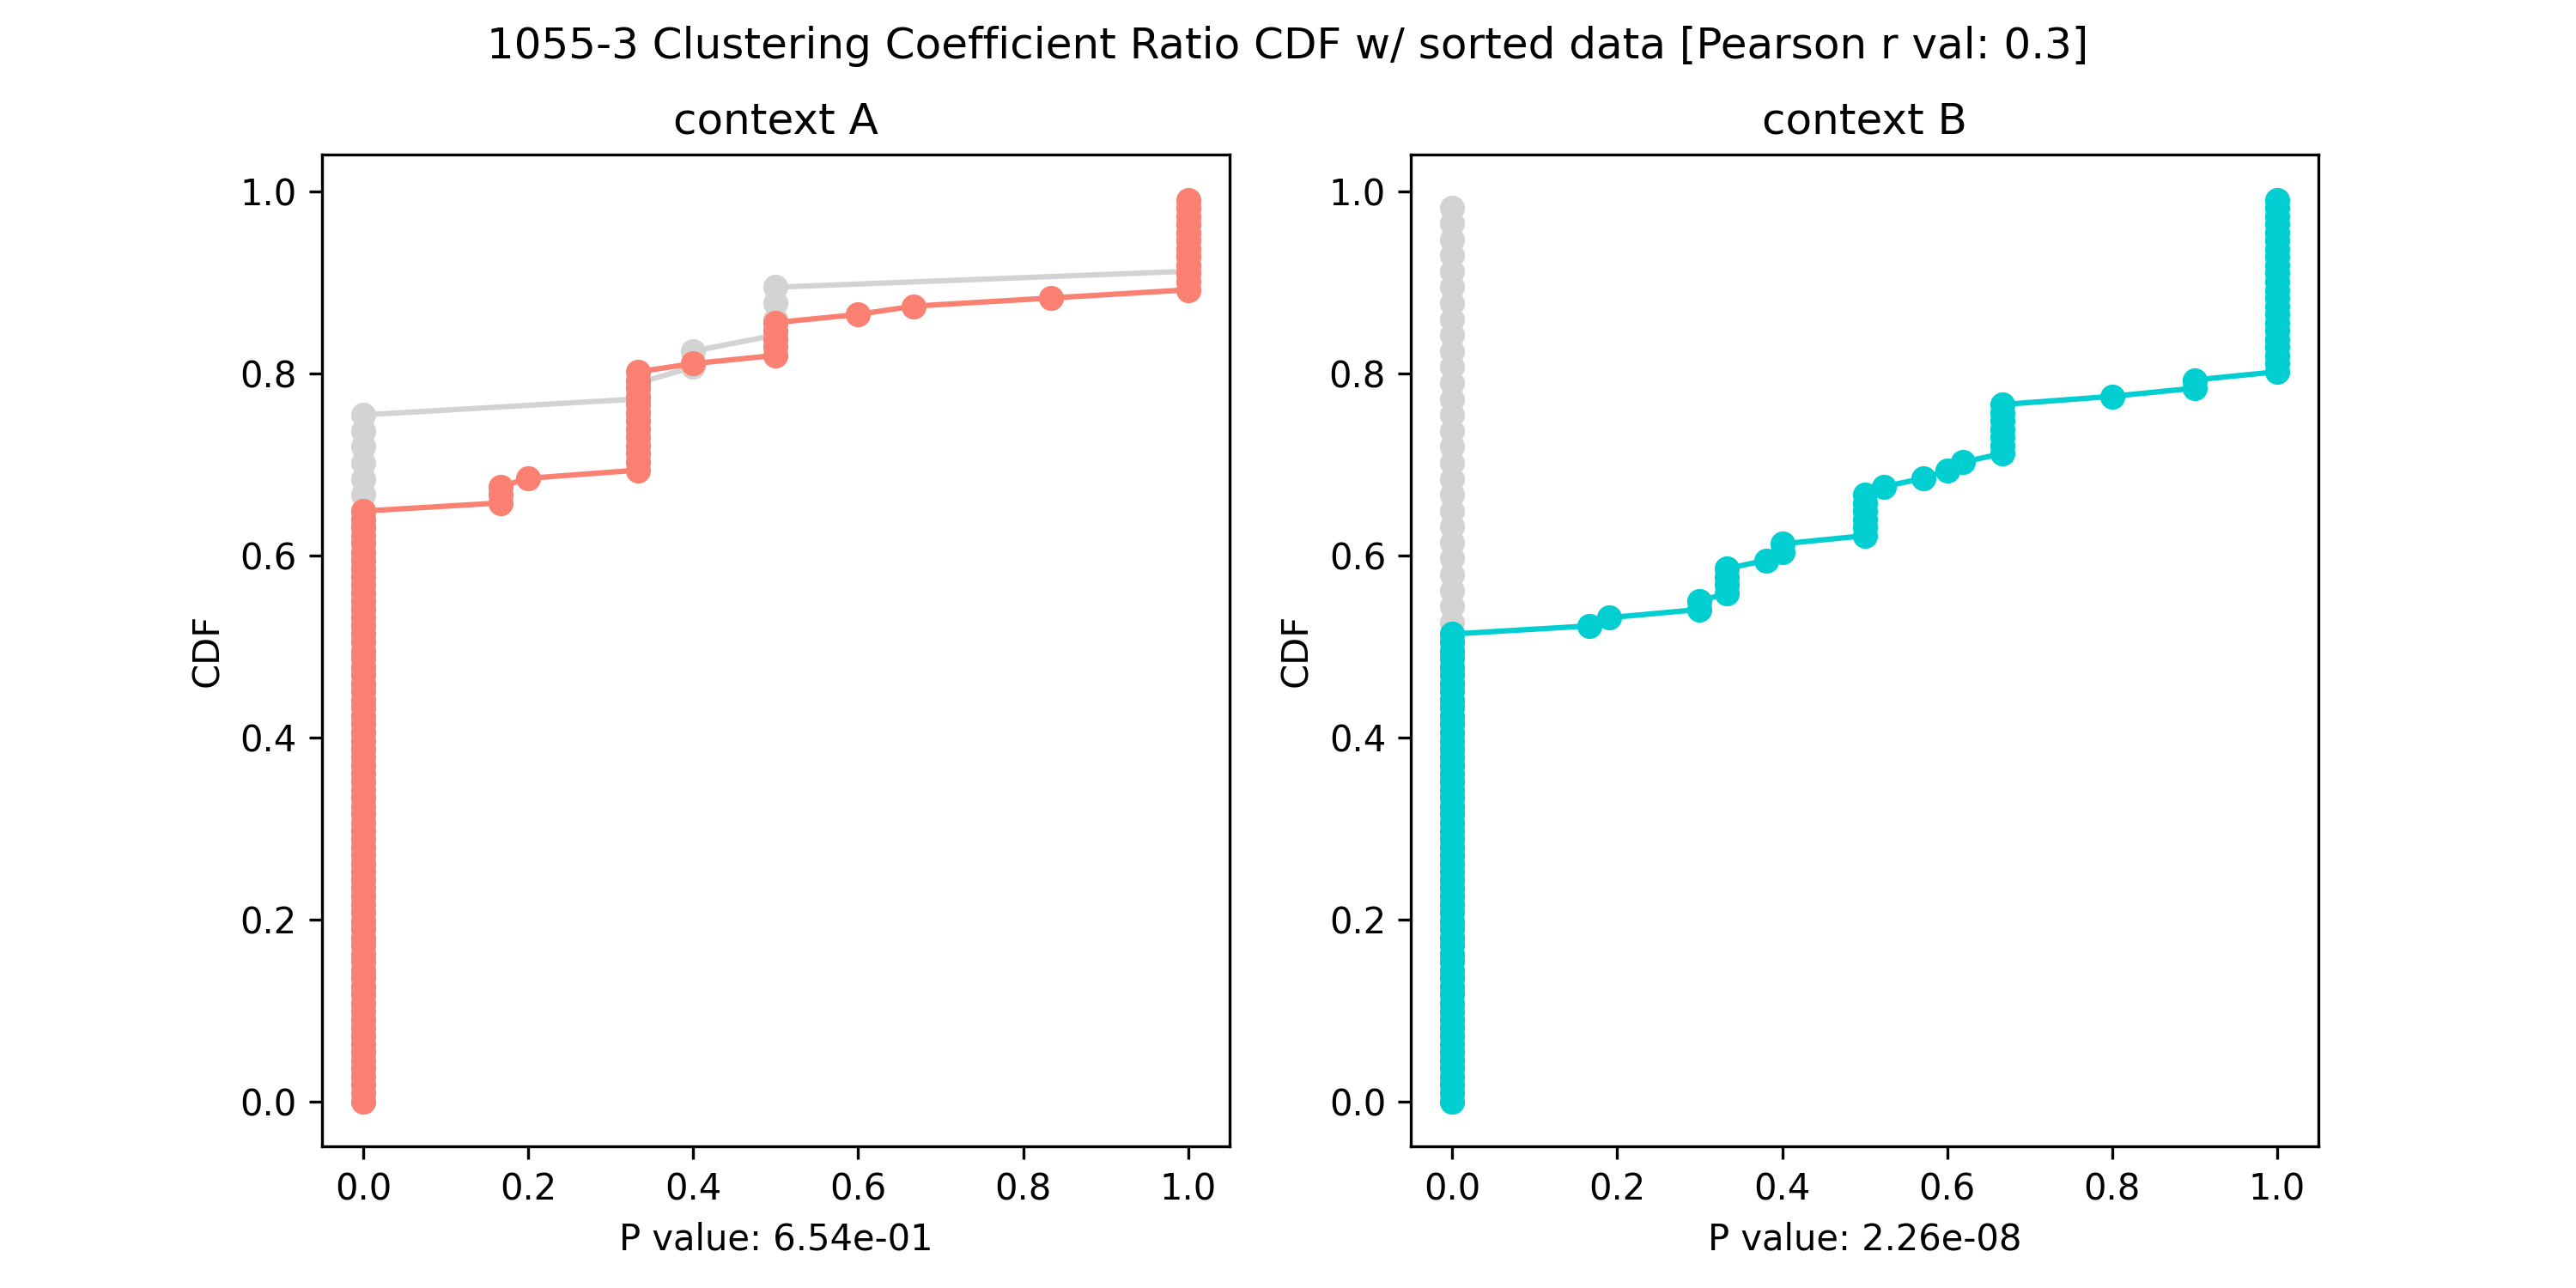 1055-3 Clustering Coefficient Ratio CDF w/ sorted data [Pearson r val: 0.3]
context A
1.0
0.8
0.6
0.4
0.2
0.0
CDF
0.0 0.2 0.4 0.6 0.8 1.0
P value: 6.54e-01
context B
1.0
0.8
0.6
0.4
0.2
0.0
CDF
0.0 0.2 0.4 0.6 0.8 1.0
P value: 2.26e-08